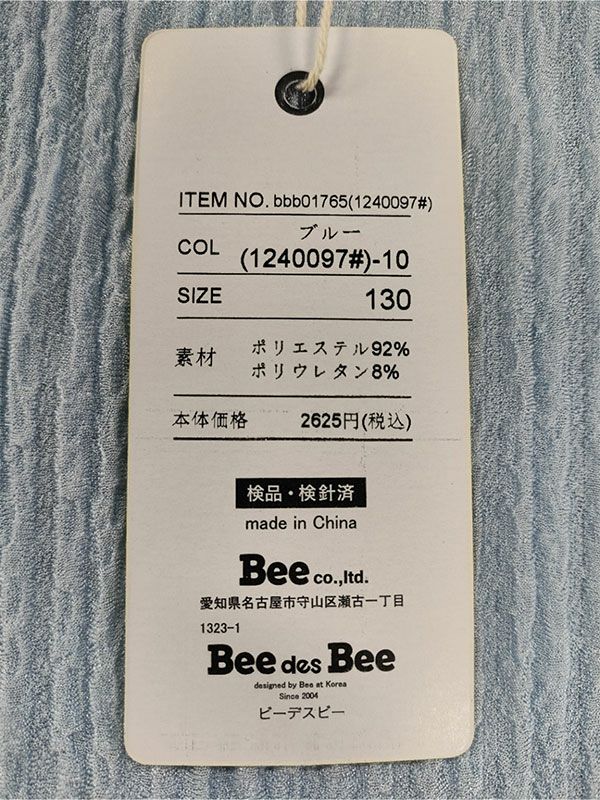 ITEM NO. bbb01765(1240097#)
ブルー
COL (1240097#)-10
SIZE 130
素材 ポリエステル92%
ポリウレタン8%
本体価格 2625円(税込)
検品・検針済
made in China
Bee co.,ltd.
愛知県名古屋市守山区瀬古一丁目
1323-1
Bee des Bee
designed by Bee at Korea
Since 2004
ビーデスビー